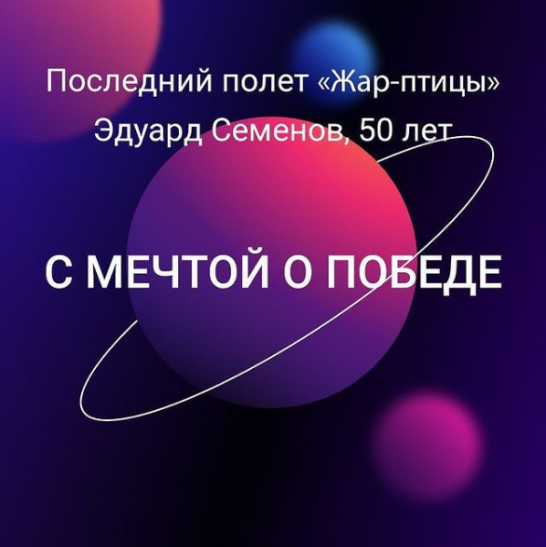 Последний полет «Жар-птицы»
Эдуард Семенов, 50 лет
С МЕЧТОЙ О ПОБЕДЕ